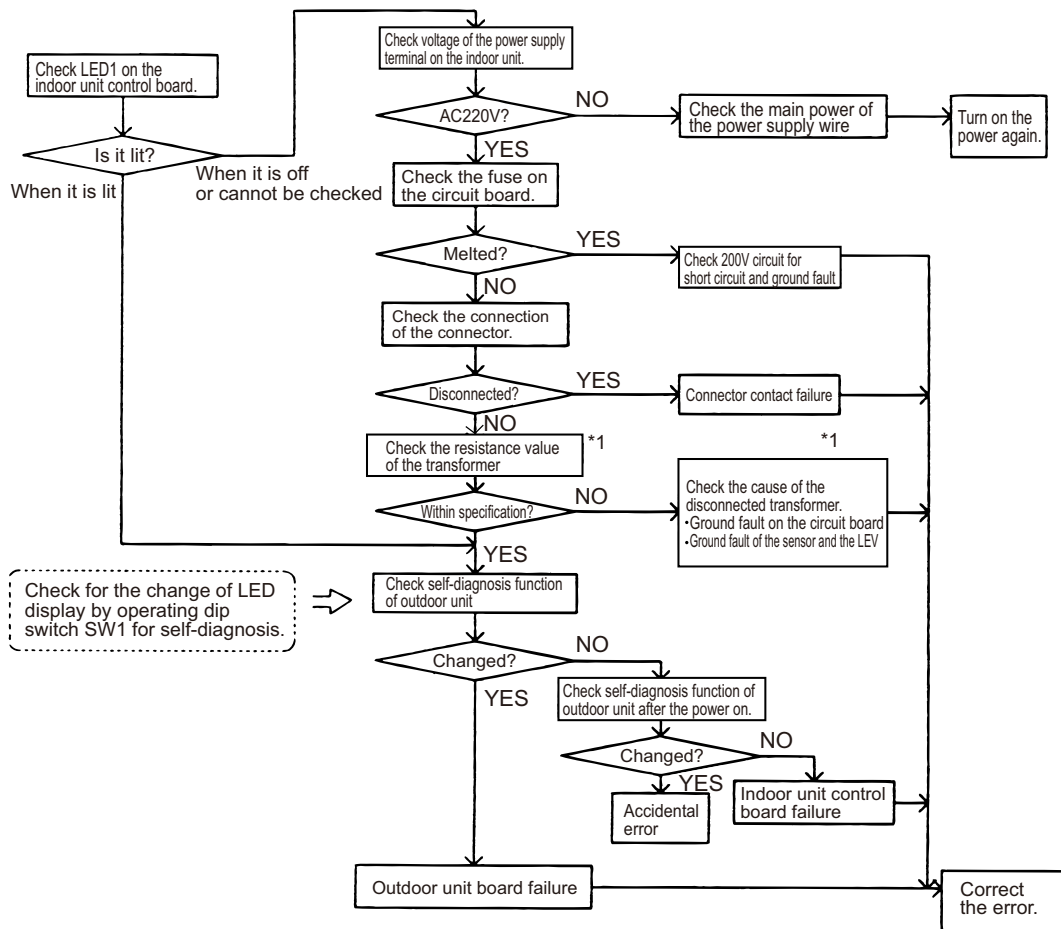 Check LED1 on the
indoor unit control board.
Is it lit?
When it is lit
When it is off
or cannot be checked
Check voltage of the power supply
terminal on the indoor unit.
AC220V?
NO
Check the main power of
the power supply wire
Turn on the
power again.
YES
Check the fuse on
the circuit board.
Melted?
YES
Check 200V circuit for
short circuit and ground fault
NO
Check the connection
of the connector.
Disconnected?
YES
Connector contact failure
NO
Check the resistance value
of the transformer
*1
*1
Within specification?
NO
Check the cause of the
disconnected transformer.
•Ground fault on the circuit board
•Ground fault of the sensor and the LEV
YES
Check for the change of LED
display by operating dip
switch SW1 for self-diagnosis.
Check self-diagnosis function
of outdoor unit
Changed?
NO
YES
Check self-diagnosis function of
outdoor unit after the power on.
Changed?
NO
YES
Accidental
error
Indoor unit control
board failure
Outdoor unit board failure
Correct
the error.